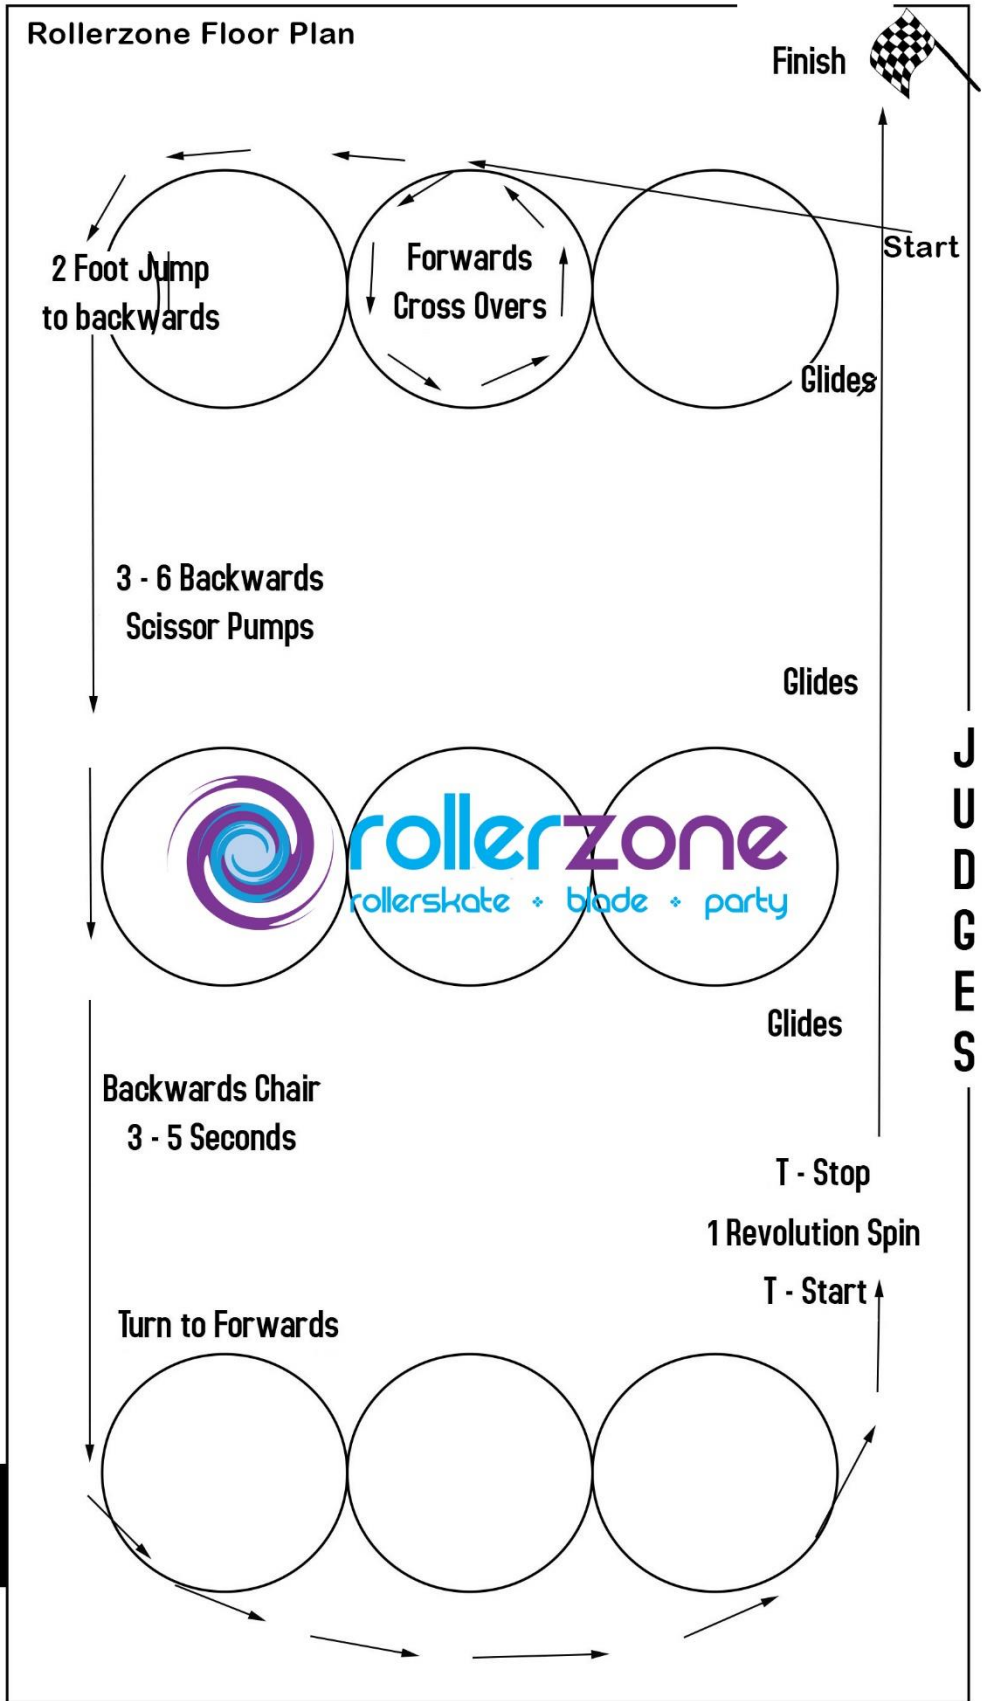 Rollerzone Floor Plan
Finish
Start
2 Foot Jump
to backwards
Forwards
Cross Overs
Glides
3 - 6 Backwards
Scissor Pumps
Glides
JUDGES
rollerzone
rollerskate • blade • party
Glides
Backwards Chair
3 - 5 Seconds
T - Stop
1 Revolution Spin
T - Start
Turn to Forwards